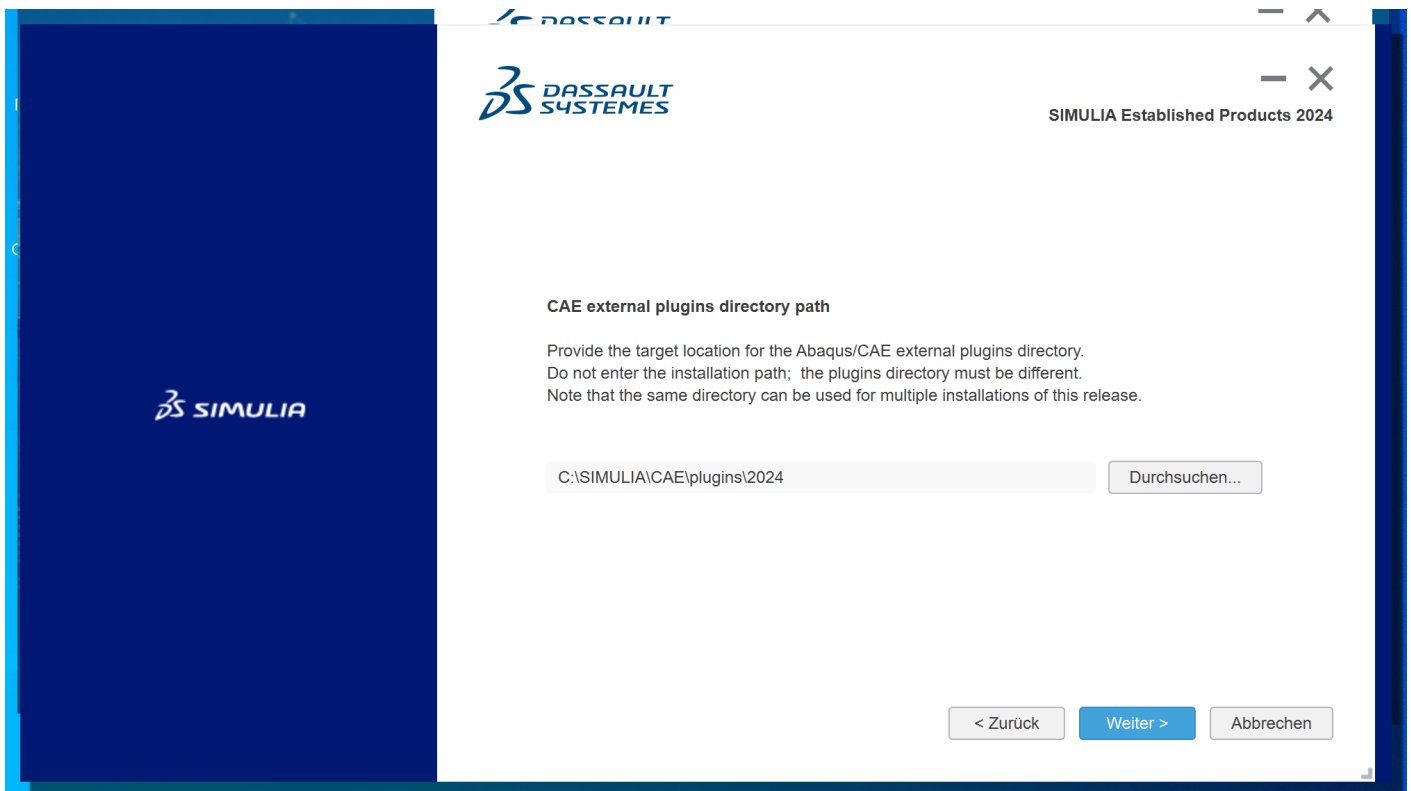 DASSAULT
DASSAULT
SYSTEMES
SIMULIA Established Products 2024
CAE external plugins directory path
Provide the target location for the Abaqus/CAE external plugins directory.
Do not enter the installation path;  the plugins directory must be different.
Note that the same directory can be used for multiple installations of this release.
SIMULIA
C:\SIMULIA\CAE\plugins\2024
Durchsuchen...
< Zurück
Weiter >
Abbrechen